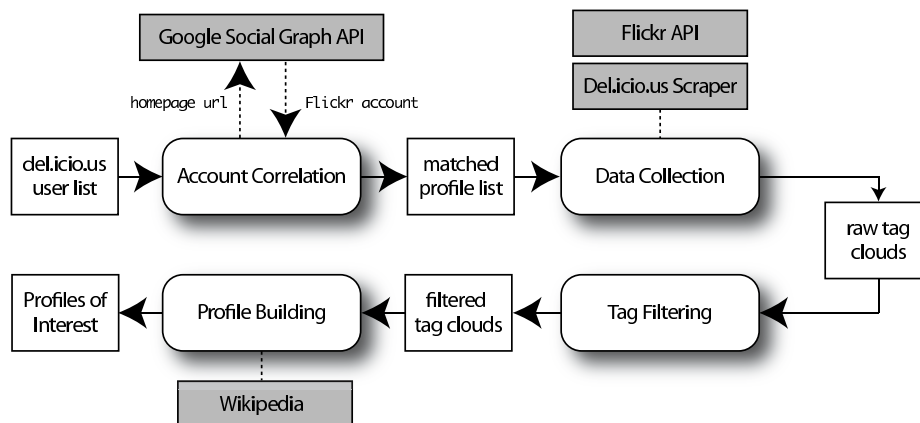 Google Social Graph API
Flickr API
Del.icio.us Scraper
homepage url
Flickr account
del.icio.us
user list
Account Correlation
matched
profile list
Data Collection
raw tag
clouds
Profiles of
Interest
Profile Building
filtered
tag clouds
Tag Filtering
Wikipedia